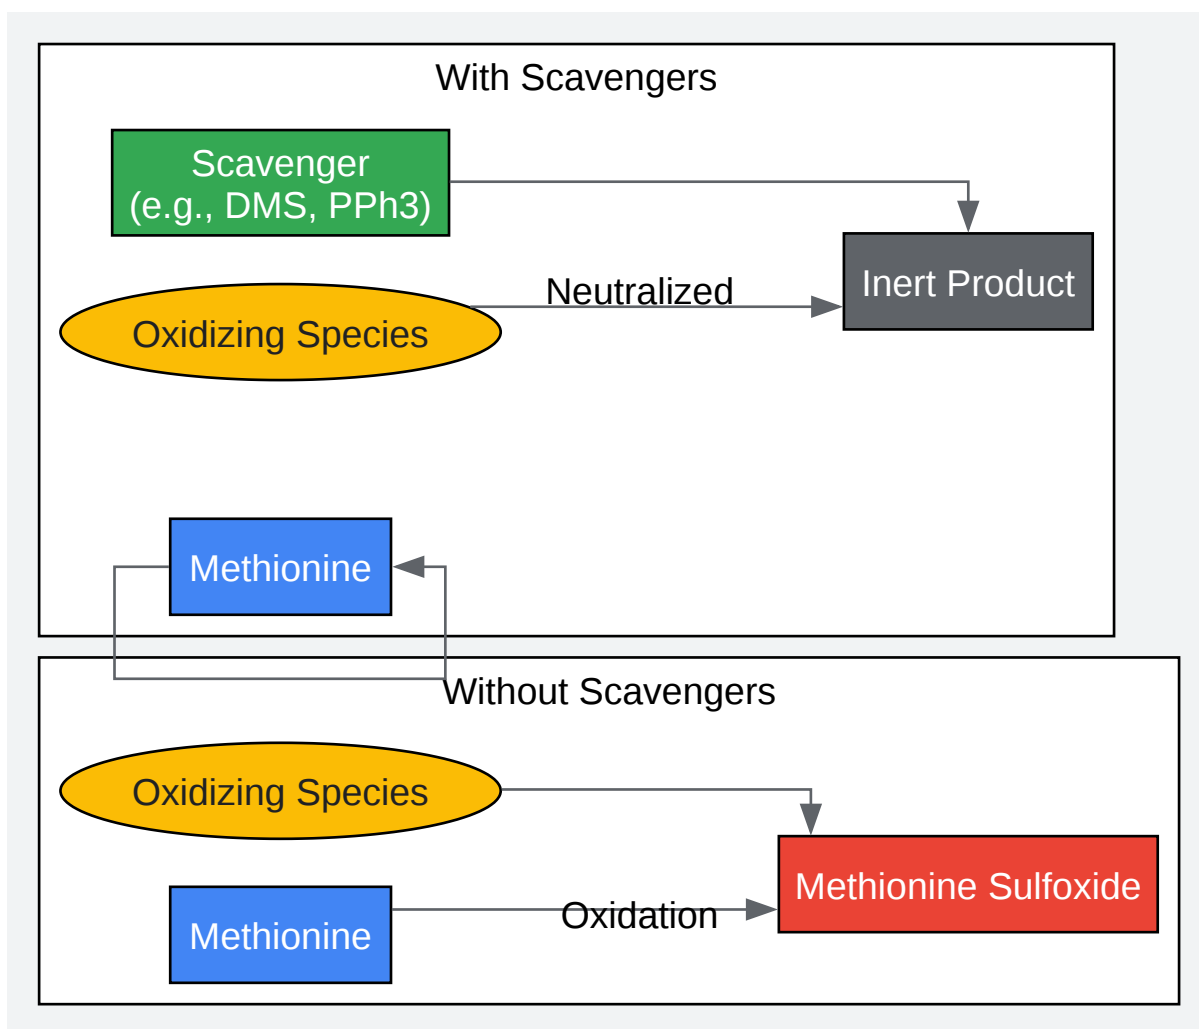 With Scavengers
Scavenger
(e.g., DMS, PPh3)
Neutralized
Inert Product
Oxidizing Species
Methionine
Without Scavengers
Oxidizing Species
Methionine Sulfoxide
Oxidation
Methionine